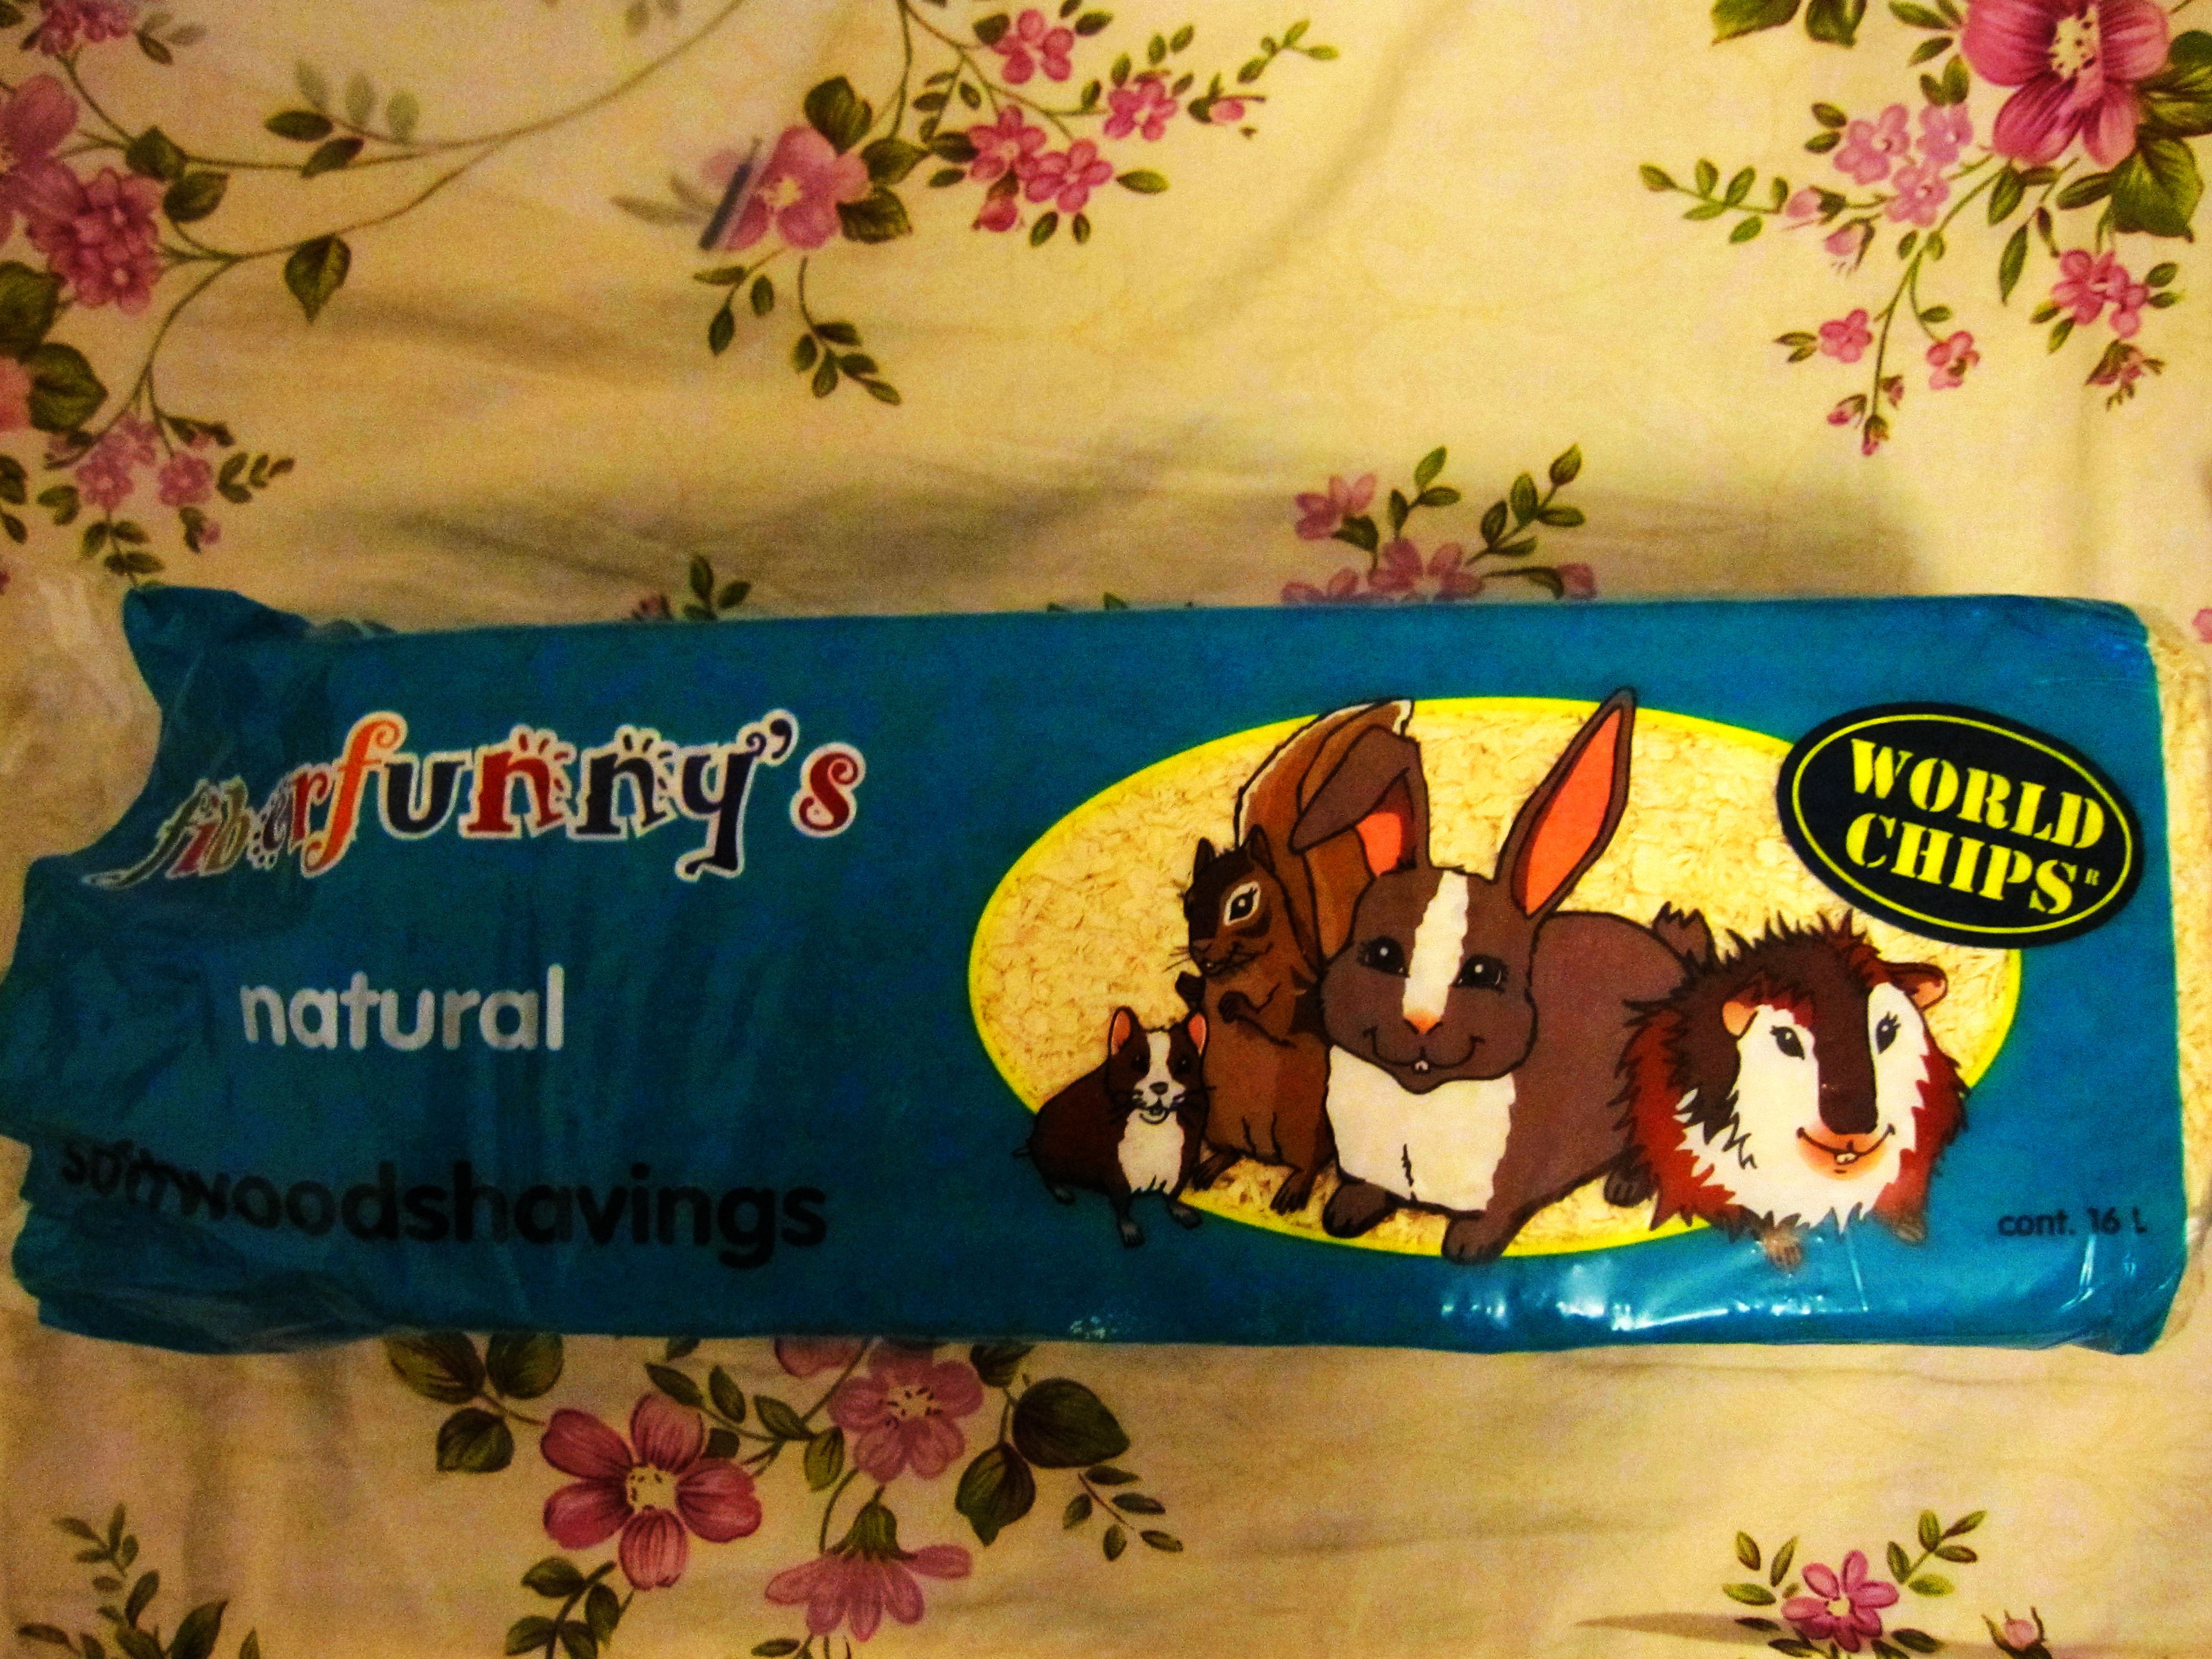 fiberfunny's
natural
softwoodshavings
WORLD
CHIPS®
cont. 16 L